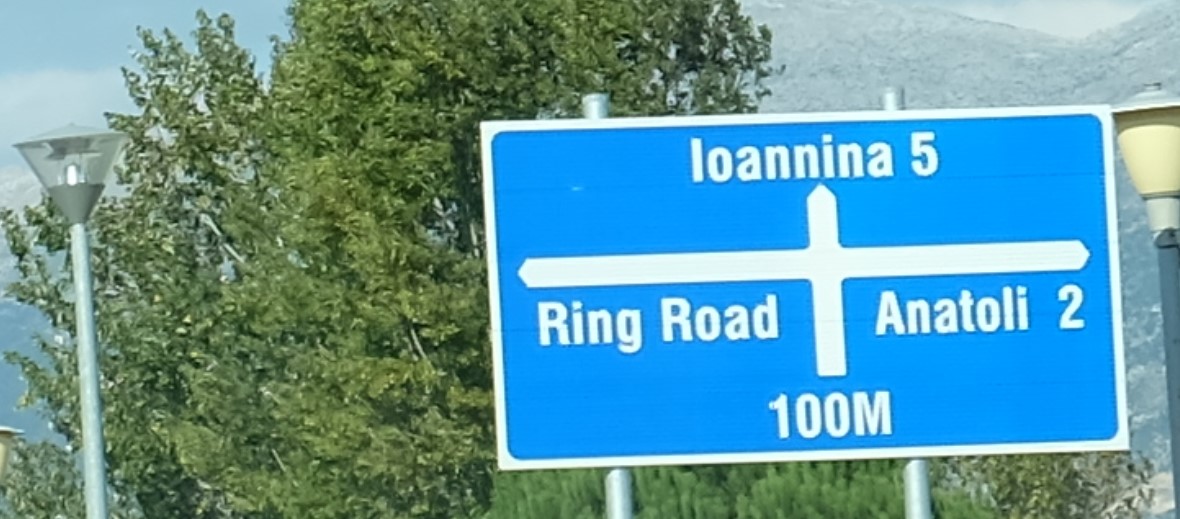 Ioannina 5
Ring Road
Anatoli 2
100M